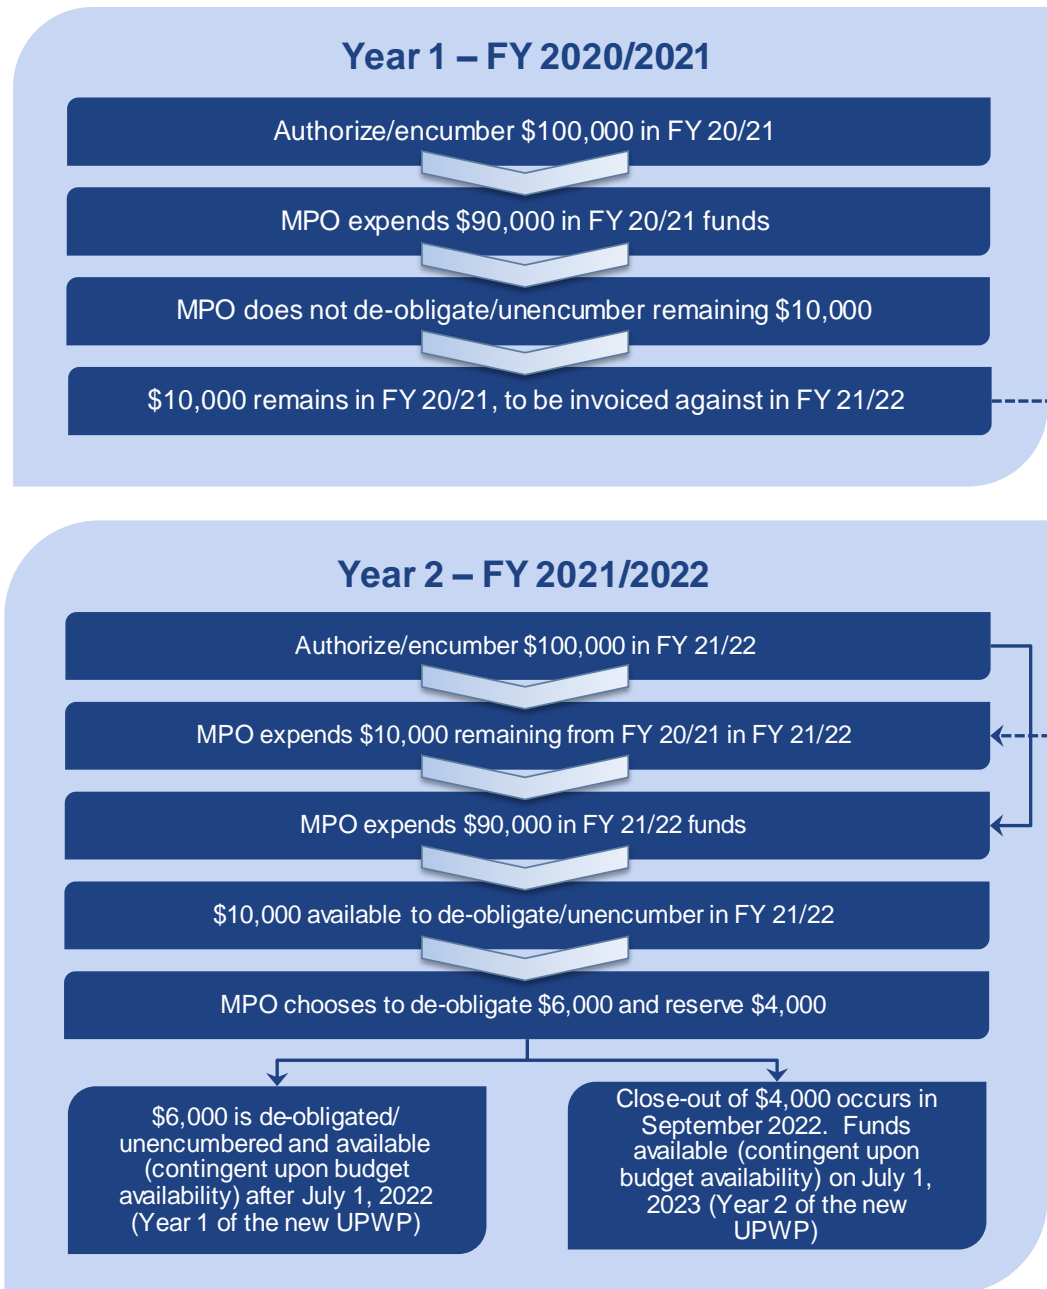 Year 1 – FY 2020/2021
Authorize/encumber $100,000 in FY 20/21
MPO expends $90,000 in FY 20/21 funds
MPO does not de-obligate/unencumber remaining $10,000
$10,000 remains in FY 20/21, to be invoiced against in FY 21/22
Year 2 – FY 2021/2022
Authorize/encumber $100,000 in FY 21/22
MPO expends $10,000 remaining from FY 20/21 in FY 21/22
MPO expends $90,000 in FY 21/22 funds
$10,000 available to de-obligate/unencumber in FY 21/22
MPO chooses to de-obligate $6,000 and reserve $4,000
$6,000 is de-obligated/
unencumbered and available
(contingent upon budget
availability) after July 1, 2022
(Year 1 of the new UPWP)
Close-out of $4,000 occurs in
September 2022. Funds
available (contingent upon
budget availability) on July 1,
2023 (Year 2 of the new
UPWP)